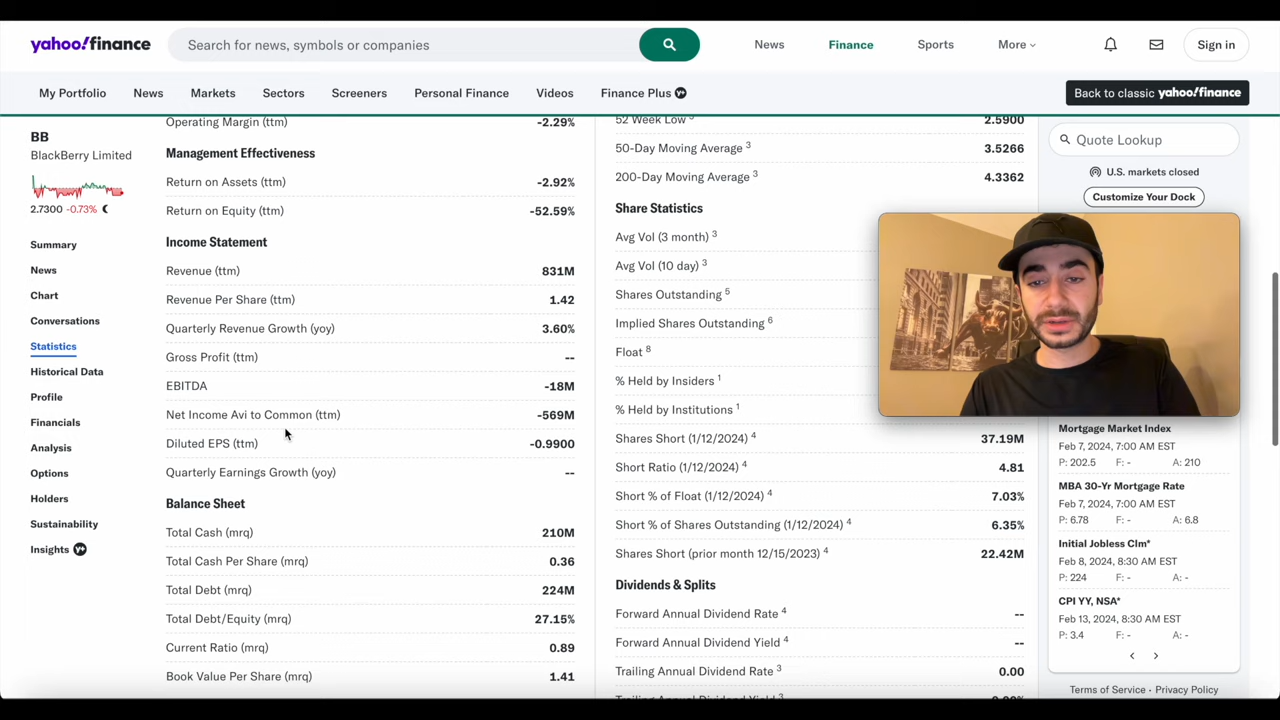 yahoo!finance
Search for news, symbols or companies
News
Finance
Sports
More
Sign in
My Portfolio
News
Markets
Sectors
Screeners
Personal Finance
Videos
Finance Plus
Back to classic yahoo!finance
BB
BlackBerry Limited
2.7300 -0.73%
Summary
News
Chart
Conversations
Statistics
Historical Data
Profile
Financials
Analysis
Options
Holders
Sustainability
Insights
Operating Margin (ttm) -2.29%
Management Effectiveness
Return on Assets (ttm) -2.92%
Return on Equity (ttm) -52.59%
Income Statement
Revenue (ttm) 831M
Revenue Per Share (ttm) 1.42
Quarterly Revenue Growth (yoy) 3.60%
Gross Profit (ttm) --
EBITDA -18M
Net Income Avi to Common (ttm) -569M
Diluted EPS (ttm) -0.9900
Quarterly Earnings Growth (yoy) --
Balance Sheet
Total Cash (mrq) 210M
Total Cash Per Share (mrq) 0.36
Total Debt (mrq) 224M
Total Debt/Equity (mrq) 27.15%
Current Ratio (mrq) 0.89
Book Value Per Share (mrq) 1.41
52 Week Low 3 2.5900
50-Day Moving Average 3 3.5266
200-Day Moving Average 3 4.3362
Share Statistics
Avg Vol (3 month) 3
Avg Vol (10 day) 3
Shares Outstanding 5
Implied Shares Outstanding 6
Float 8
% Held by Insiders 1
% Held by Institutions 1
Shares Short (1/12/2024) 4 37.19M
Short Ratio (1/12/2024) 4 4.81
Short % of Float (1/12/2024) 4 7.03%
Short % of Shares Outstanding (1/12/2024) 4 6.35%
Shares Short (prior month 12/15/2023) 4 22.42M
Dividends & Splits
Forward Annual Dividend Rate 4 --
Forward Annual Dividend Yield 4 --
Trailing Annual Dividend Rate 3 0.00
Trailing Annual Dividend Yield 3 0.00%
Quote Lookup
U.S. markets closed
Customize Your Dock
Mortgage Market Index
Feb 7, 2024, 7:00 AM EST
P: 202.5 F: - A: 210
MBA 30-Yr Mortgage Rate
Feb 7, 2024, 7:00 AM EST
P: 6.78 F: - A: 6.8
Initial Jobless Clm*
Feb 8, 2024, 8:30 AM EST
P: 224 F: - A: -
CPI YY, NSA*
Feb 13, 2024, 8:30 AM EST
P: 3.4 F: - A: -
Terms of Service • Privacy Policy